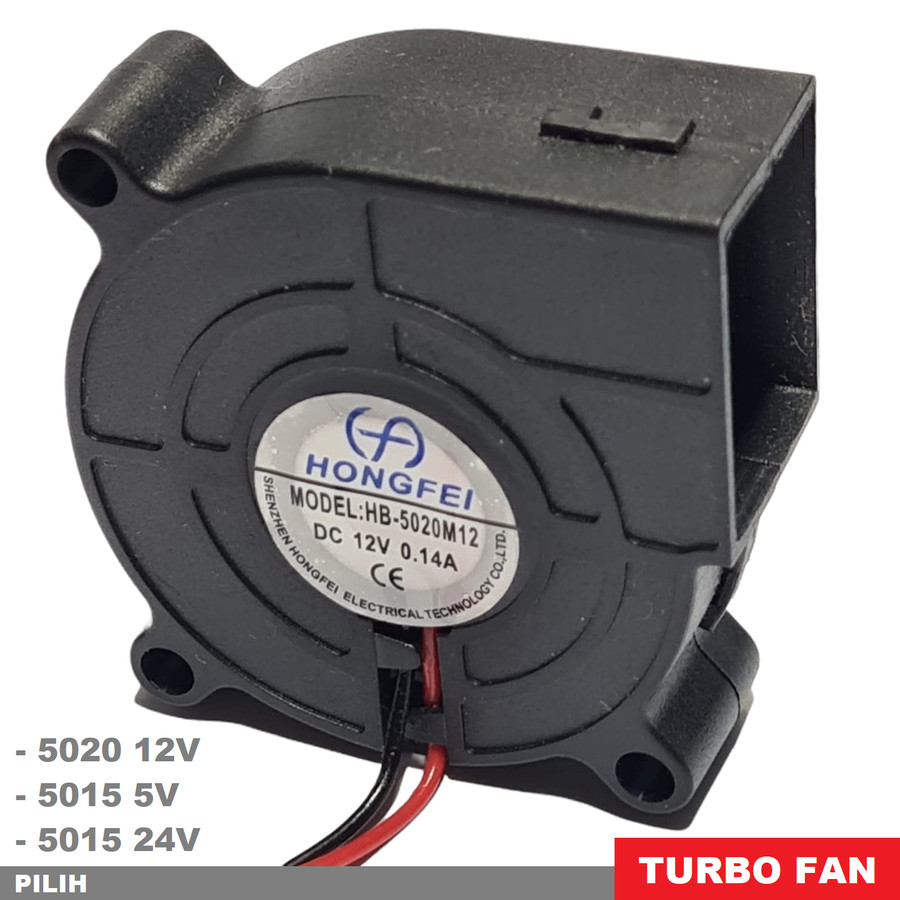 HONGFEI
MODEL:HB-5020M12
DC 12V 0.14A
CE
SHENZHEN HONGFEI ELECTRICAL TECHNOLOGY CO.,LTD.
- 5020 12V
- 5015 5V
- 5015 24V
PILIH
TURBO FAN